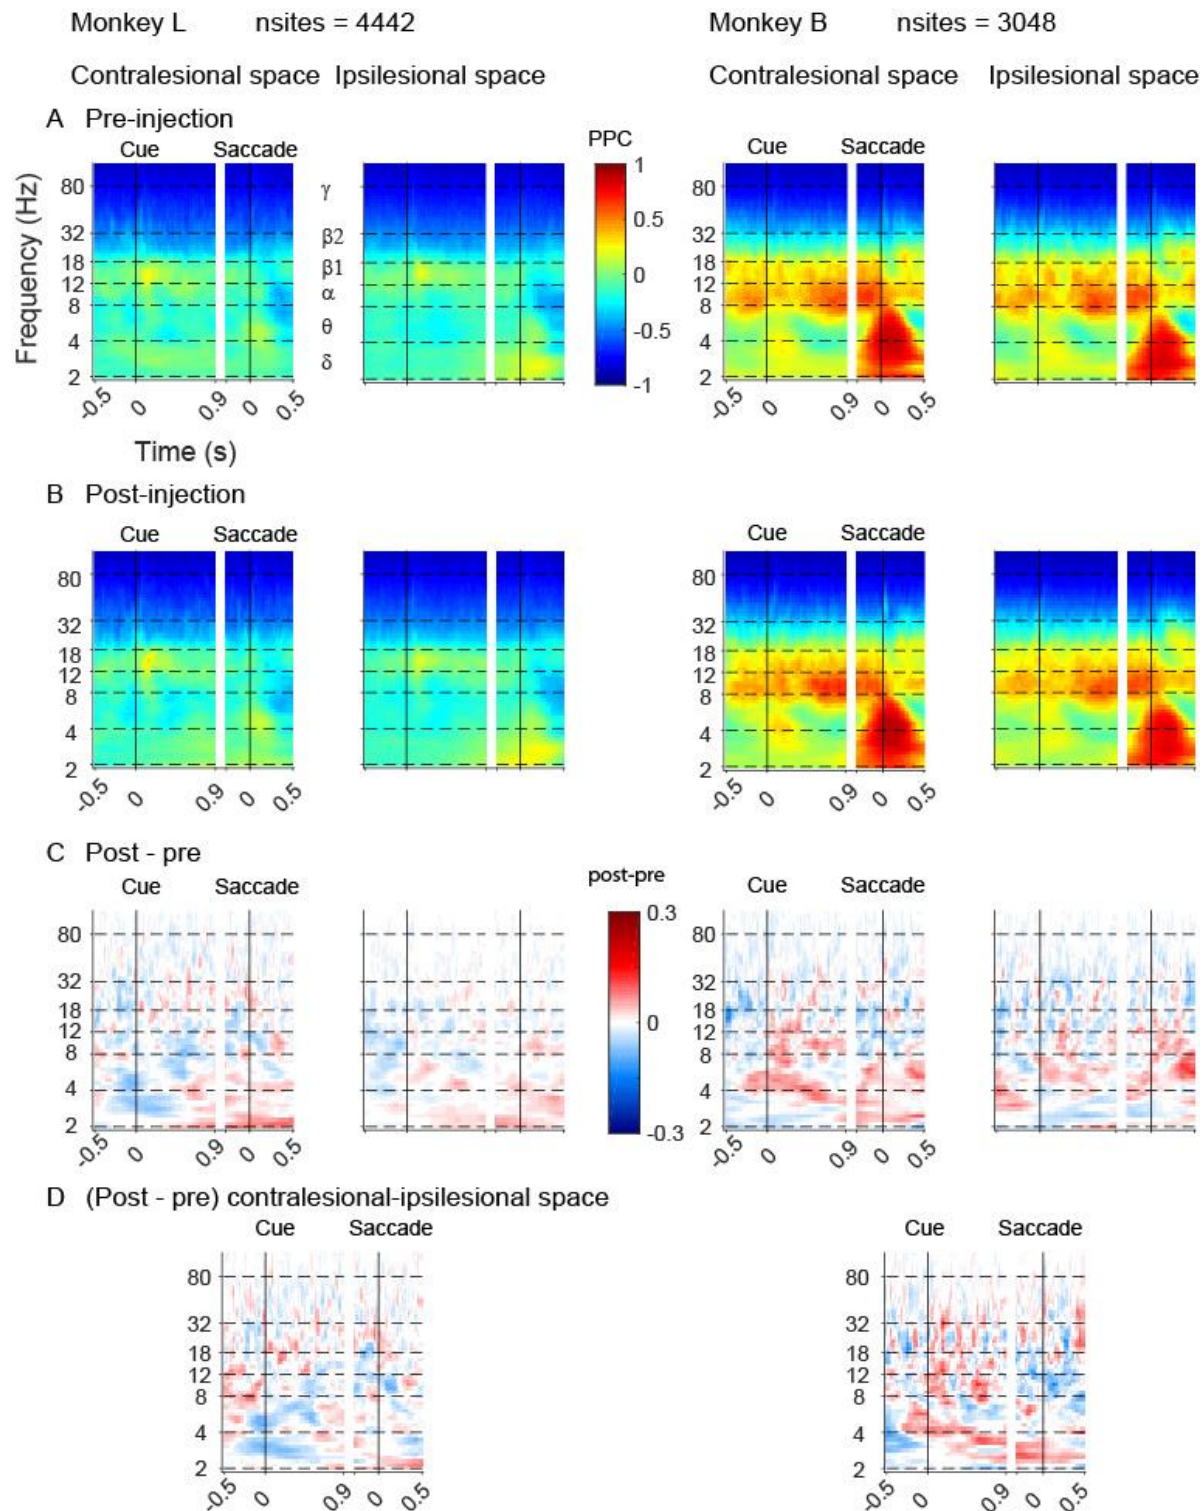 Monkey L nsites = 4442 Monkey B nsites = 3048
Contralesional space Ipsilesional space Contralesional space Ipsilesional space
A Pre-injection
Cue Saccade PPC Cue Saccade
Frequency (Hz)
80 γ 1 80
32 β2 0.5 32
18 β1 0 18
12 α 12
8 θ -0.5 8
4 δ 4
2 -1 2
-0.5 0 0.9 0 0.5 -0.5 0 0.9 0 0.5
Time (s)
B Post-injection
Cue Saccade Cue Saccade
80 80
32 32
18 18
12 12
8 8
4 4
2 2
-0.5 0 0.9 0 0.5 -0.5 0 0.9 0 0.5
C Post - pre
Cue Saccade post-pre Cue Saccade
80 0.3 80
32 32
18 0 18
12 12
8 8
4 4
2 -0.3 2
-0.5 0 0.9 0 0.5 -0.5 0 0.9 0 0.5
D (Post - pre) contralesional-ipsilesional space
Cue Saccade Cue Saccade
80 80
32 32
18 18
12 12
8 8
4 4
2 2
-0.5 0 0.9 0 0.5 -0.5 0 0.9 0 0.5